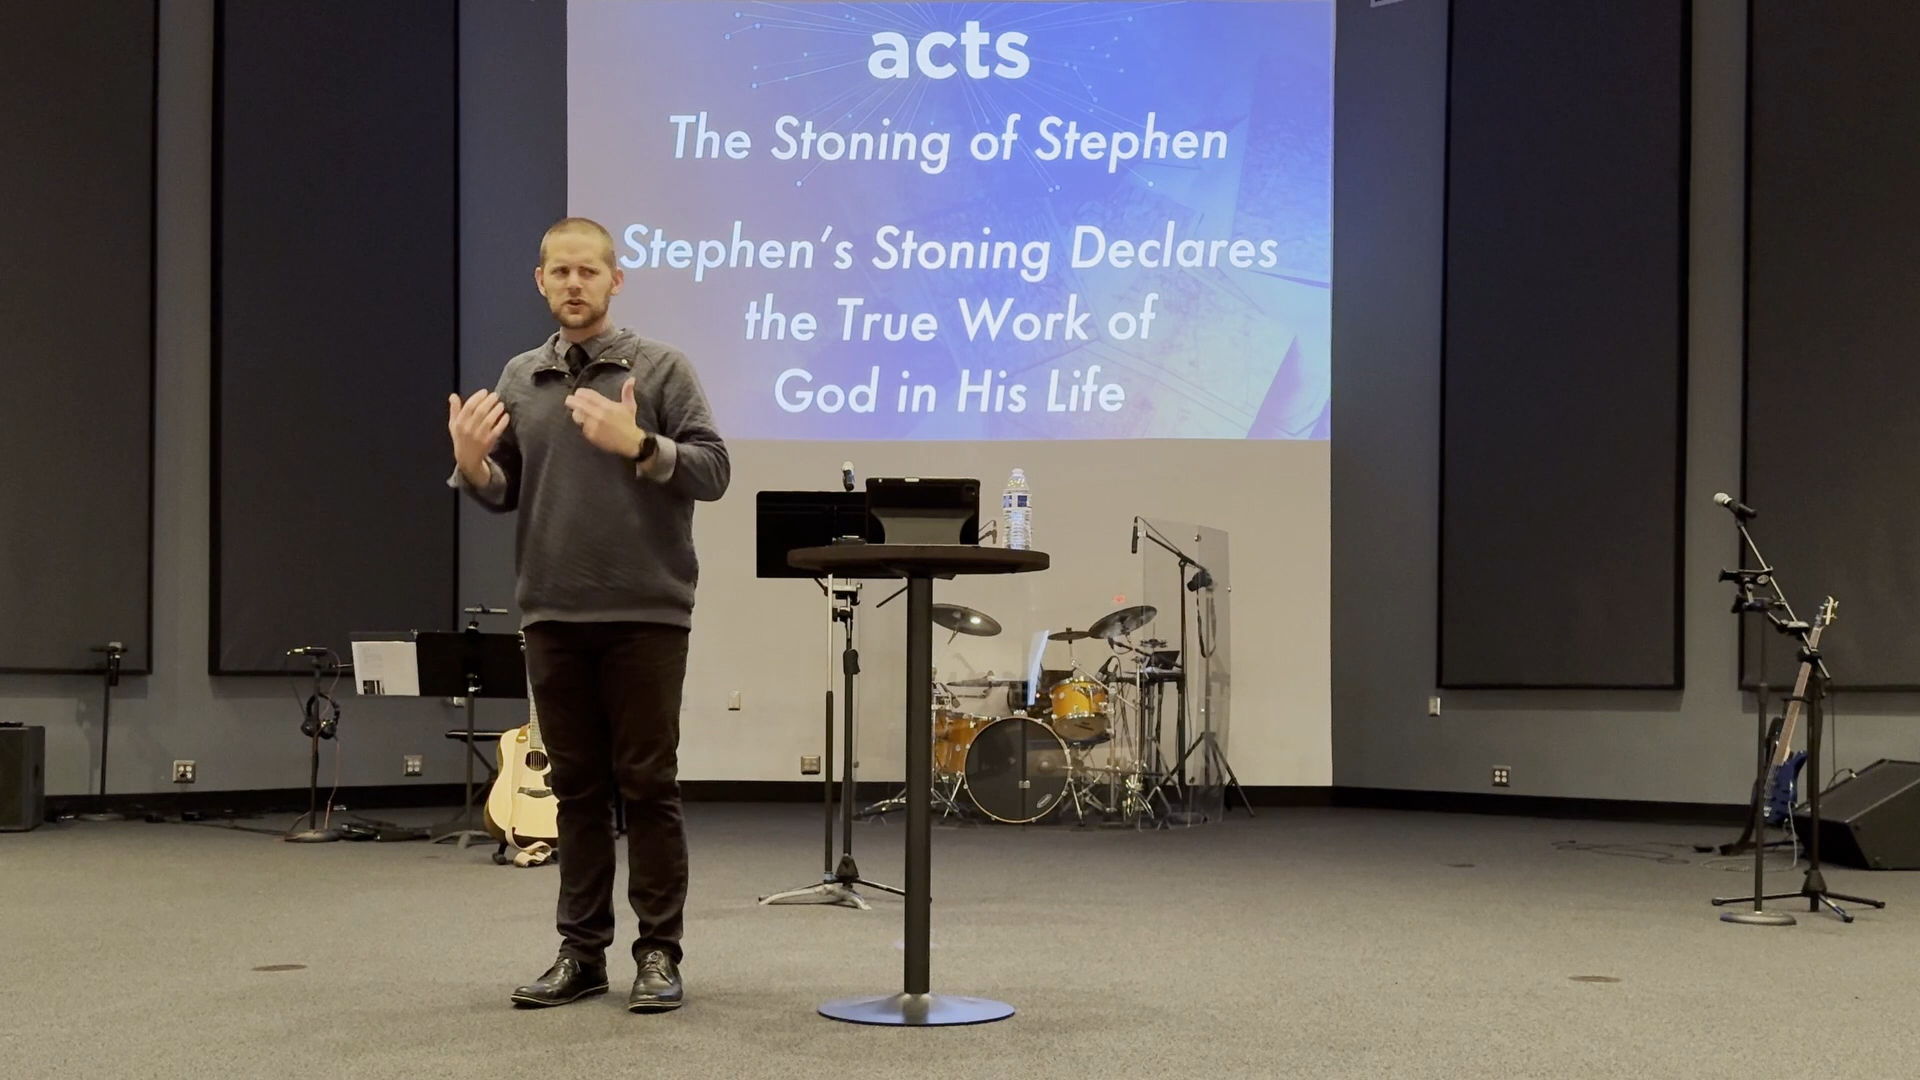 acts
The Stoning of Stephen
Stephen's Stoning Declares
the True Work of
God in His Life